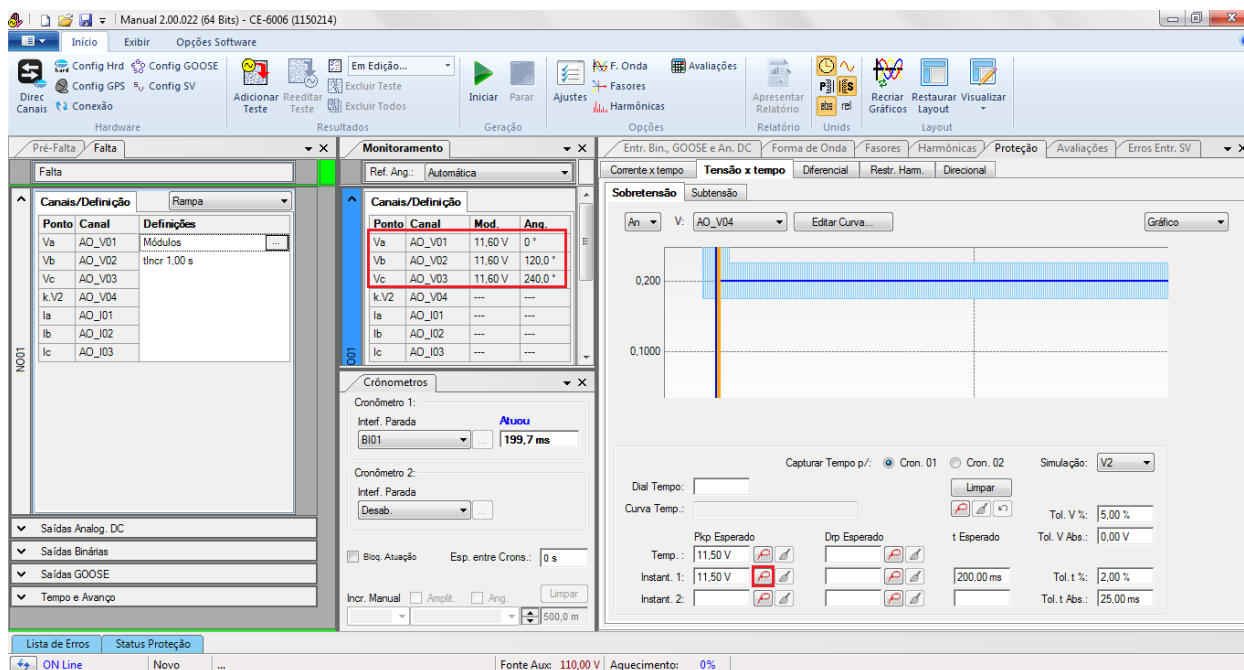 Manual 2.00.022 (64 Bits) - CE-6006 (1150214)
Início Exibir Opções Software
Direc Canais
Config Hrd Config GOOSE
Config GPS Config SV
Conexão
Hardware
Adicionar Teste
Reeditar Teste
Em Edição...
Excluir Teste
Excluir Todos
Resultados
Iniciar Parar
Geração
Ajustes
F. Onda Avaliações
Fasores
Harmônicas
Opções
Apresentar Relatório
Relatório
abs rel
Unids
Recriar Gráficos
Restaurar Layout
Visualizar
Layout
Pré-Falta Falta
Falta
NO01
Canais/Definição Rampa
Ponto Canal Definições
Va AO_V01 Módulos ...
Vb AO_V02 tIncr 1,00 s
Vc AO_V03
k.V2 AO_V04
Ia AO_I01
Ib AO_I02
Ic AO_I03
Saídas Analog. DC
Saídas Binárias
Saídas GOOSE
Tempo e Avanço
Monitoramento
Ref. Ang.: Automática
Canais/Definição
Ponto Canal Mod. Ang.
Va AO_V01 11,60 V 0 °
Vb AO_V02 11,60 V 120,0 °
Vc AO_V03 11,60 V 240,0 °
k.V2 AO_V04 --- ---
Ia AO_I01 --- ---
Ib AO_I02 --- ---
Ic AO_I03 --- ---
Crônometros
Cronômetro 1:
Interf. Parada Atuou
BI01 ... 199,7 ms
Cronômetro 2:
Interf. Parada
Desab. ...
Bloq. Atuação Esp. entre Crons.: 0 s
Incr. Manual Amplit. Ang. Limpar
500,0 m
Entr. Bin., GOOSE e An. DC Forma de Onda Fasores Harmônicas Proteção Avaliações Erros Entr. SV
Corrente x tempo Tensão x tempo Diferencial Restr. Harm. Direcional
Sobretensão Subtensão
An V: AO_V04 Editar Curva... Gráfico
0,200
0,1000
Capturar Tempo p/: Cron. 01 Cron. 02 Simulação: V2
Dial Tempo: Limpar
Curva Temp.: Tol. V %: 5,00 %
Pkp Esperado Drp Esperado t Esperado Tol. V Abs.: 0,00 V
Temp. : 11,50 V
Instant. 1: 11,50 V 200,00 ms Tol. t %: 2,00 %
Instant. 2: Tol. t Abs.: 25,00 ms
Lista de Erros Status Proteção
ON Line Novo ... Fonte Aux: 110,00 V Aquecimento: 0%